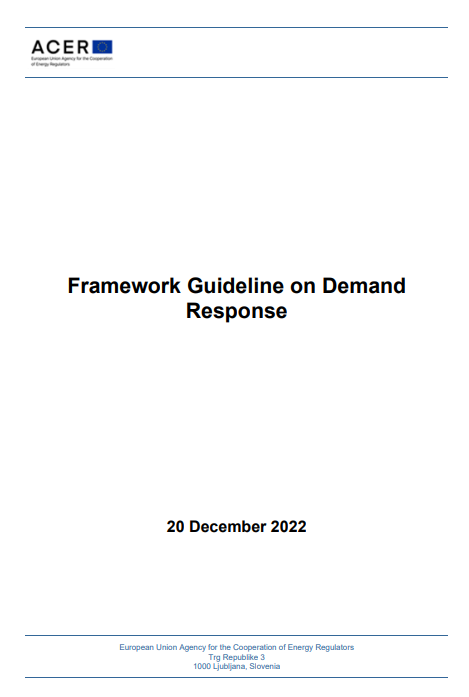 ACER
European Union Agency for the Cooperation
of Energy Regulators
Framework Guideline on Demand
Response
20 December 2022
European Union Agency for the Cooperation of Energy Regulators
Trg Republike 3
1000 Ljubljana, Slovenia